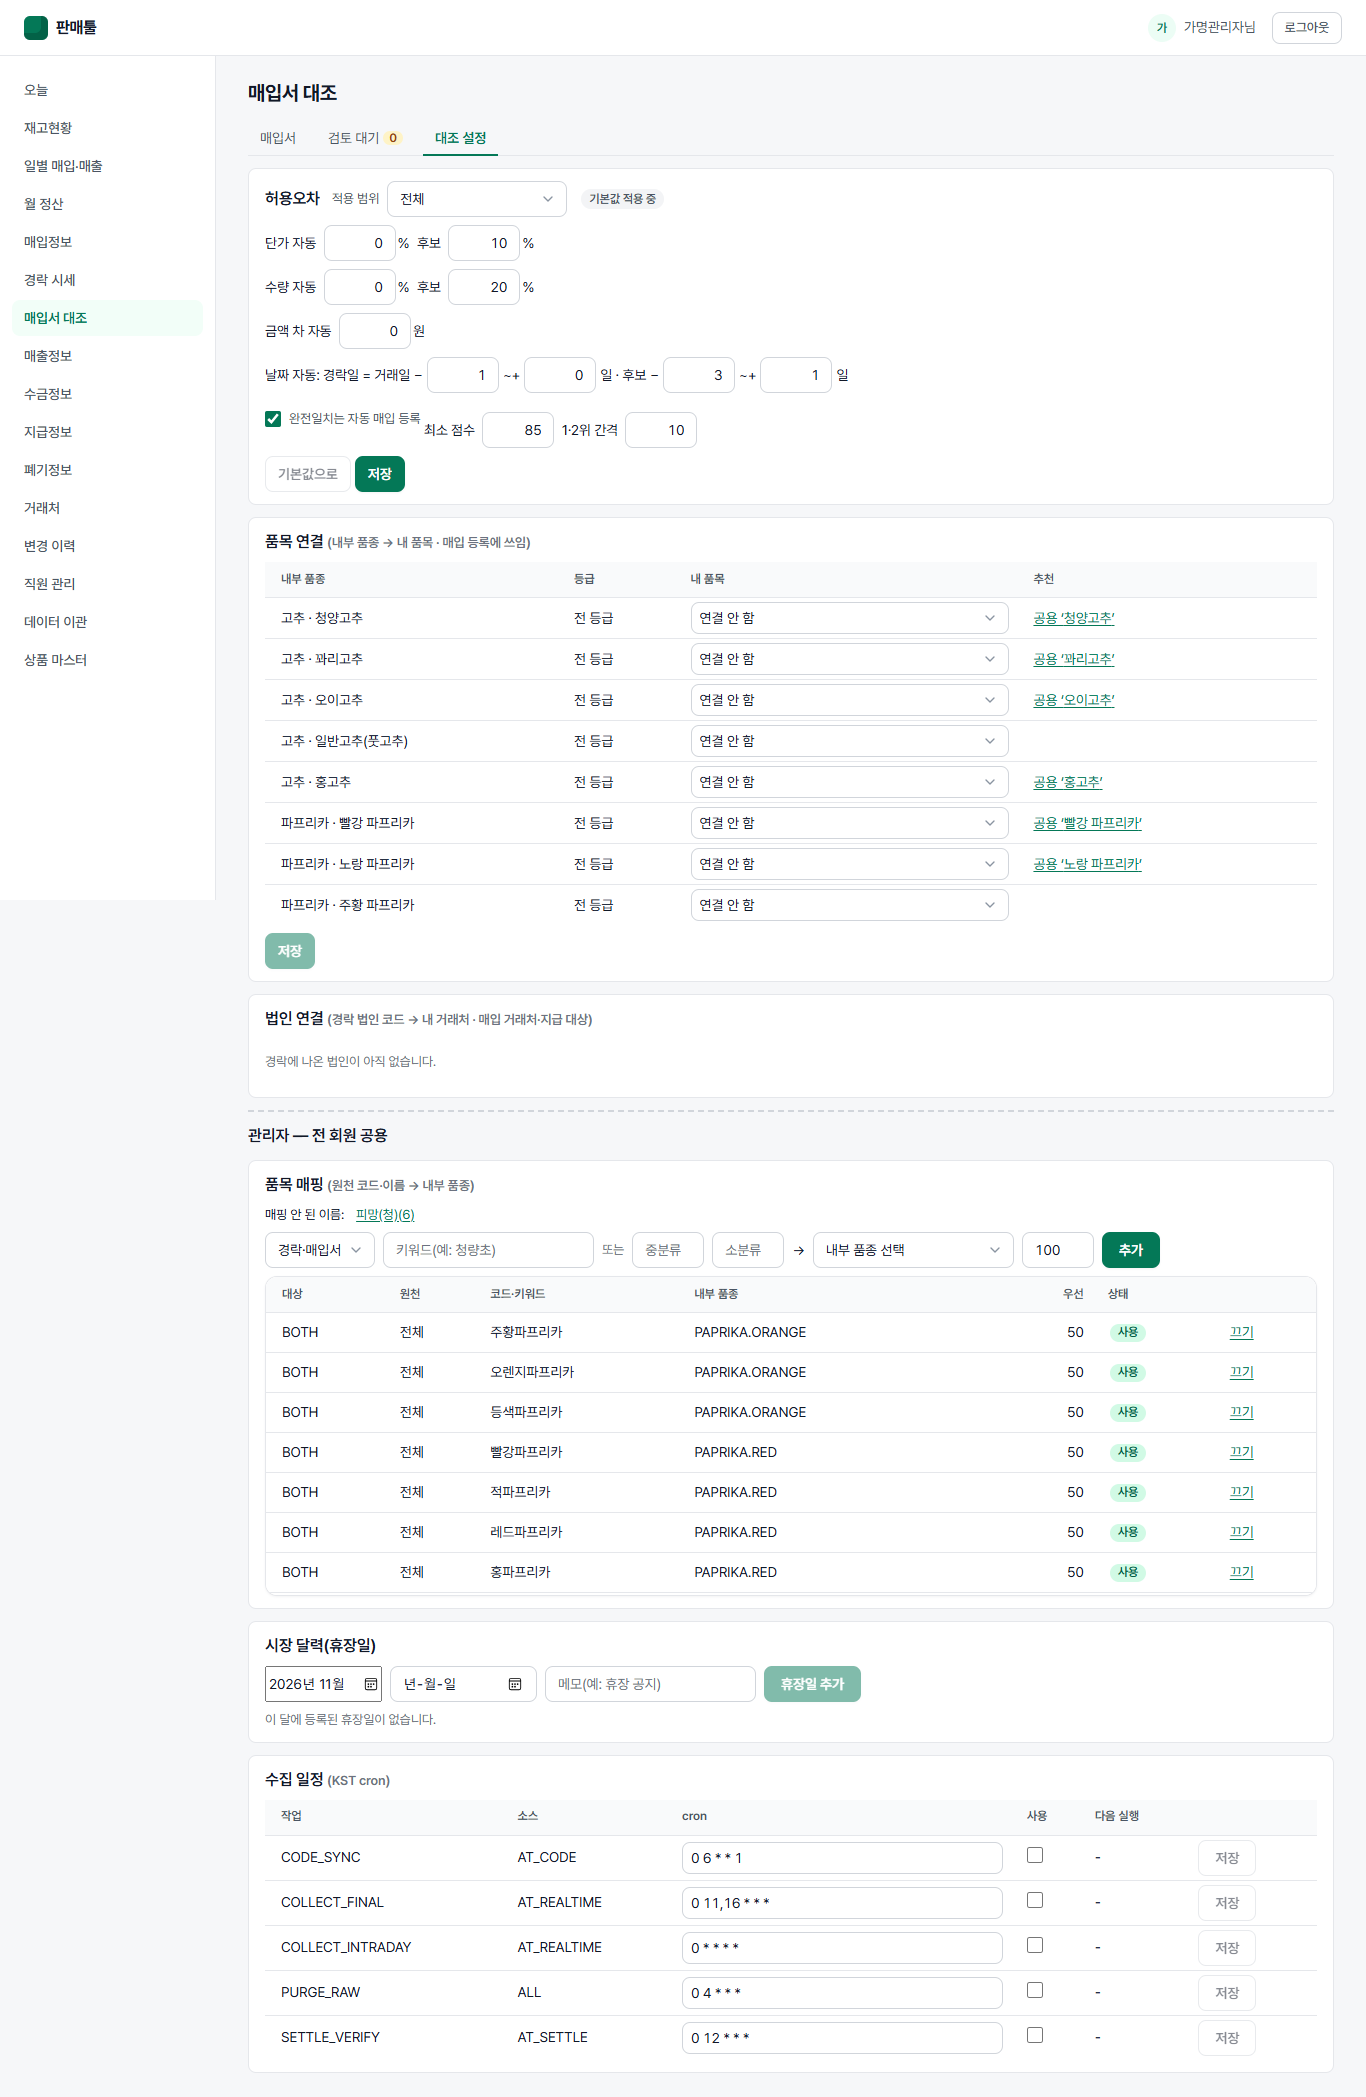 판매툴
가 가명관리자님 로그아웃
오늘
재고현황
일별 매입·매출
월 정산
매입정보
경락 시세
매입서 대조
매출정보
수금정보
지급정보
폐기정보
거래처
변경 이력
직원 관리
데이터 이관
상품 마스터
매입서 대조
매입서 검토 대기 0 대조 설정
허용오차 적용 범위 전체 기본값 적용 중
단가 자동 0 % 후보 10 %
수량 자동 0 % 후보 20 %
금액 차 자동 0 원
날짜 자동: 경락일 = 거래일 − 1 ~+ 0 일 · 후보 − 3 ~+ 1 일
완전일치는 자동 매입 등록 최소 점수 85 1·2위 간격 10
기본값으로 저장
품목 연결 (내부 품종 → 내 품목 · 매입 등록에 쓰임)
내부 품종 등급 내 품목 추천
고추 · 청양고추 전 등급 연결 안 함 공용 ‘청양고추’
고추 · 꽈리고추 전 등급 연결 안 함 공용 ‘꽈리고추’
고추 · 오이고추 전 등급 연결 안 함 공용 ‘오이고추’
고추 · 일반고추(풋고추) 전 등급 연결 안 함
고추 · 홍고추 전 등급 연결 안 함 공용 ‘홍고추’
파프리카 · 빨강 파프리카 전 등급 연결 안 함 공용 ‘빨강 파프리카’
파프리카 · 노랑 파프리카 전 등급 연결 안 함 공용 ‘노랑 파프리카’
파프리카 · 주황 파프리카 전 등급 연결 안 함
저장
법인 연결 (경락 법인 코드 → 내 거래처 · 매입 거래처·지급 대상)
경락에 나온 법인이 아직 없습니다.
관리자 — 전 회원 공용
품목 매핑 (원천 코드·이름 → 내부 품종)
매핑 안 된 이름: 피망(청)(6)
경락·매입서 키워드(예: 청량초) 또는 중분류 소분류 → 내부 품종 선택 100 추가
대상 원천 코드·키워드 내부 품종 우선 상태
BOTH 전체 주황파프리카 PAPRIKA.ORANGE 50 사용 끄기
BOTH 전체 오렌지파프리카 PAPRIKA.ORANGE 50 사용 끄기
BOTH 전체 등색파프리카 PAPRIKA.ORANGE 50 사용 끄기
BOTH 전체 빨강파프리카 PAPRIKA.RED 50 사용 끄기
BOTH 전체 적파프리카 PAPRIKA.RED 50 사용 끄기
BOTH 전체 레드파프리카 PAPRIKA.RED 50 사용 끄기
BOTH 전체 홍파프리카 PAPRIKA.RED 50 사용 끄기
시장 달력(휴장일)
2026년 11월 년-월-일 메모(예: 휴장 공지) 휴장일 추가
이 달에 등록된 휴장일이 없습니다.
수집 일정 (KST cron)
작업 소스 cron 사용 다음 실행
CODE_SYNC AT_CODE 0 6 * * 1 - 저장
COLLECT_FINAL AT_REALTIME 0 11,16 * * * - 저장
COLLECT_INTRADAY AT_REALTIME 0 * * * * - 저장
PURGE_RAW ALL 0 4 * * * - 저장
SETTLE_VERIFY AT_SETTLE 0 12 * * * - 저장